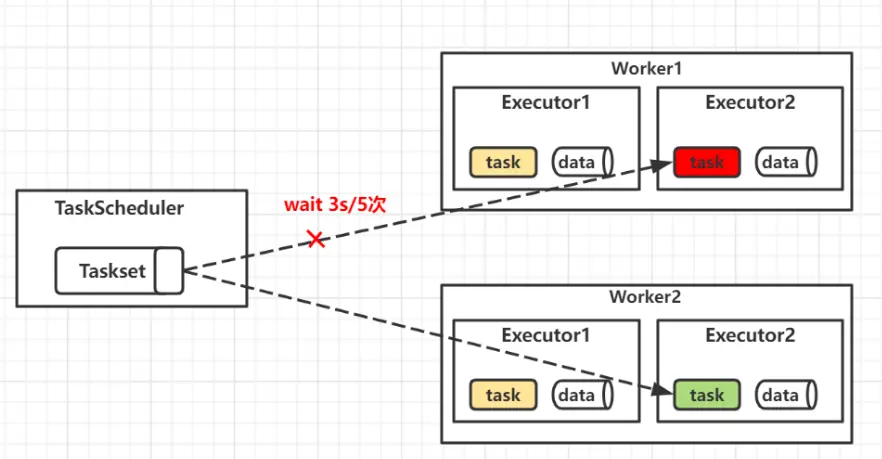 Worker1
Executor1
Executor2
task
data
task
data
TaskScheduler
Taskset
wait 3s/5次
Worker2
Executor1
Executor2
task
data
task
data